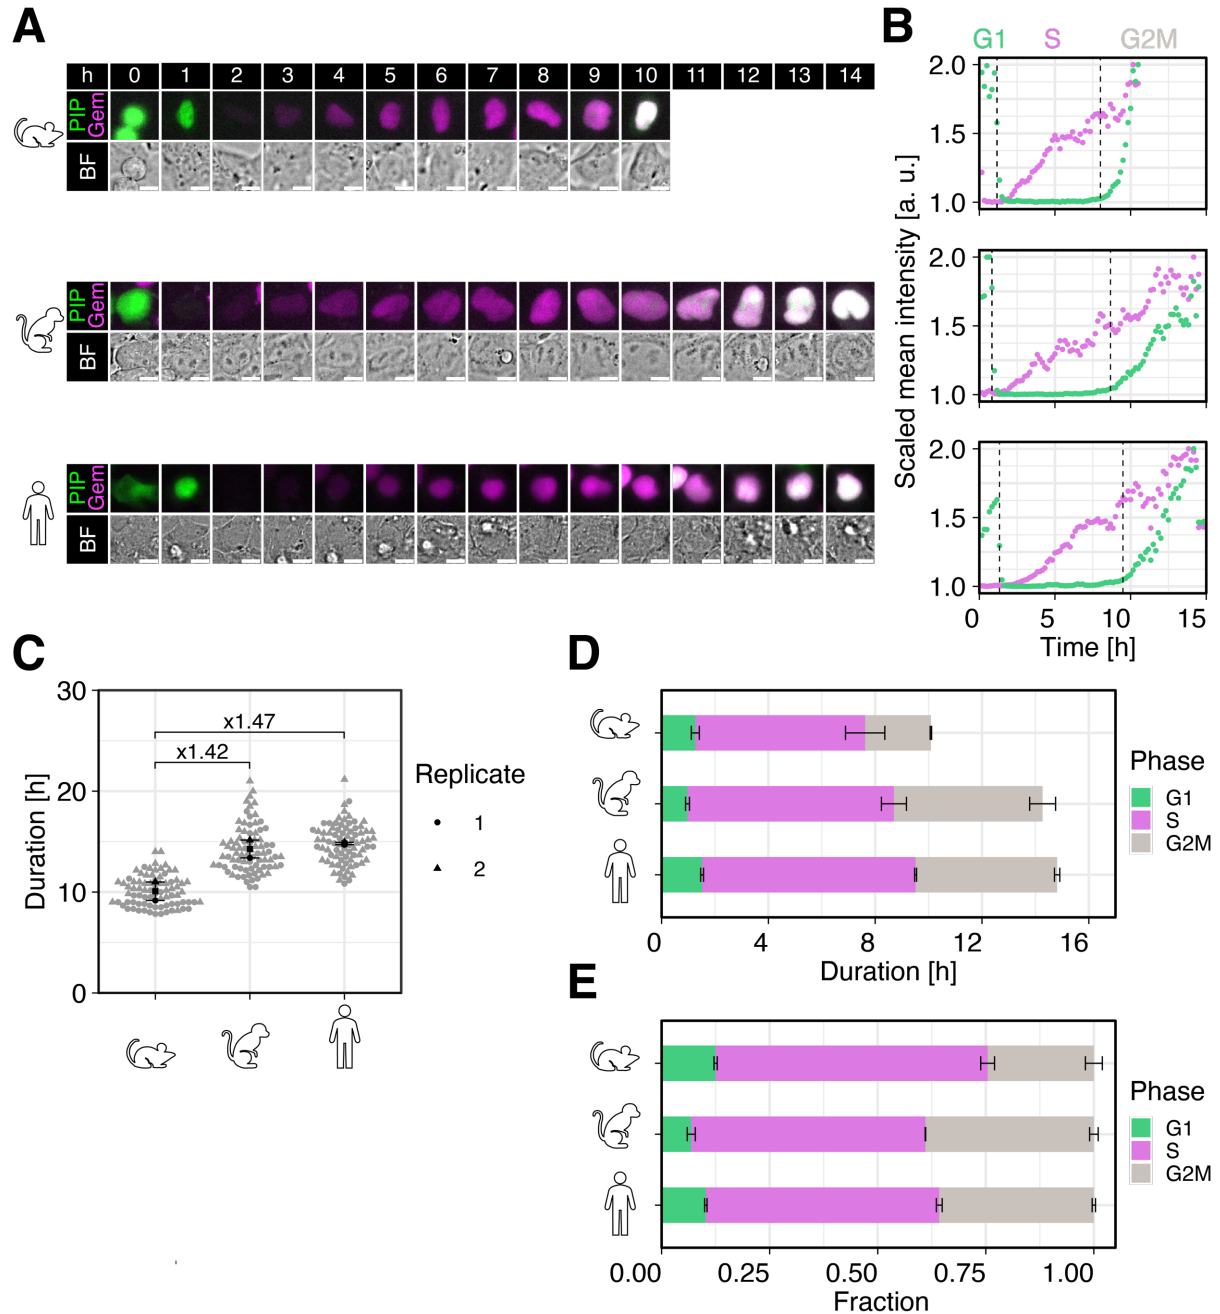 A
h 0 1 2 3 4 5 6 7 8 9 10 11 12 13 14
PIP
Gem
BF
PIP
Gem
BF
PIP
Gem
BF
B
G1 S G2M
Scaled mean intensity [a. u.]
2.0
1.5
1.0
2.0
1.5
1.0
2.0
1.5
1.0
0 5 10 15
Time [h]
C
Duration [h]
30
20
10
0
x1.47
x1.42
Replicate
1
2
D
0 4 8 12 16
Duration [h]
Phase
G1
S
G2M
E
0.00 0.25 0.50 0.75 1.00
Fraction
Phase
G1
S
G2M